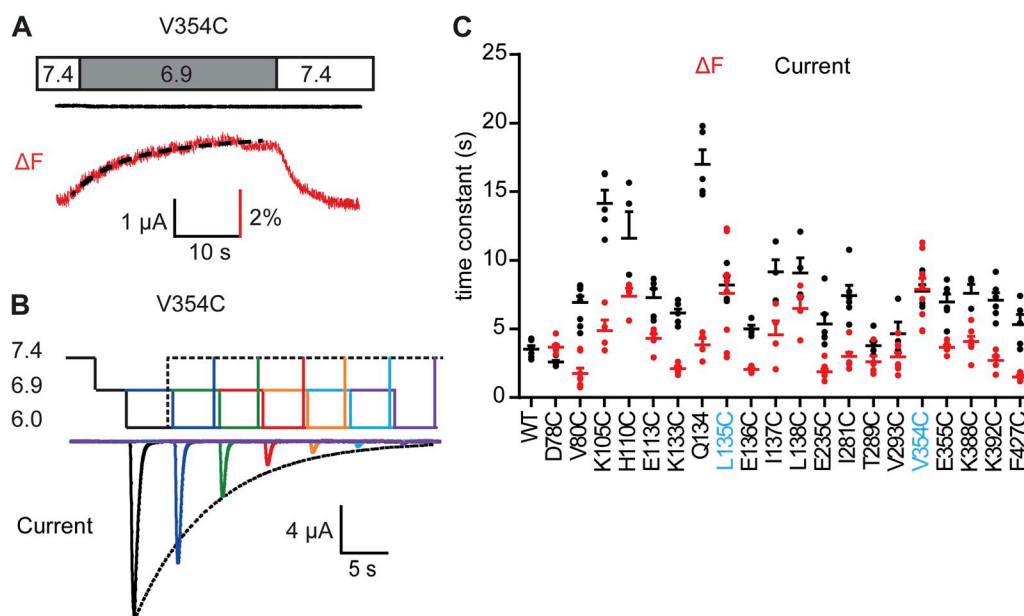 A
V354C
7.4 6.9 7.4
ΔF
1 µA
2%
10 s
B
V354C
7.4
6.9
6.0
Current
4 µA
5 s
C
ΔF Current
time constant (s)
25
20
15
10
5
0
WT
D78C
V80C
K105C
H110C
E113C
K133C
Q134
L135C
E136C
I137C
L138C
E235C
I281C
T289C
V293C
V354C
E355C
K388C
K392C
E427C